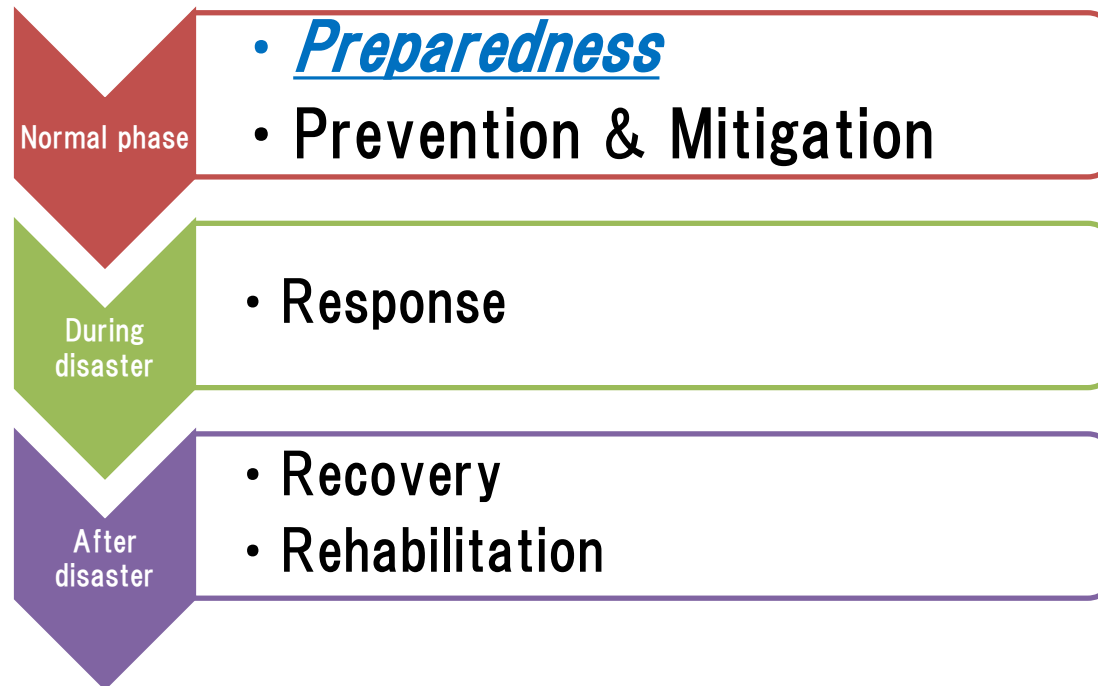 Normal phase
・Preparedness
・Prevention & Mitigation
During
disaster
・Response
After
disaster
・Recovery
・Rehabilitation